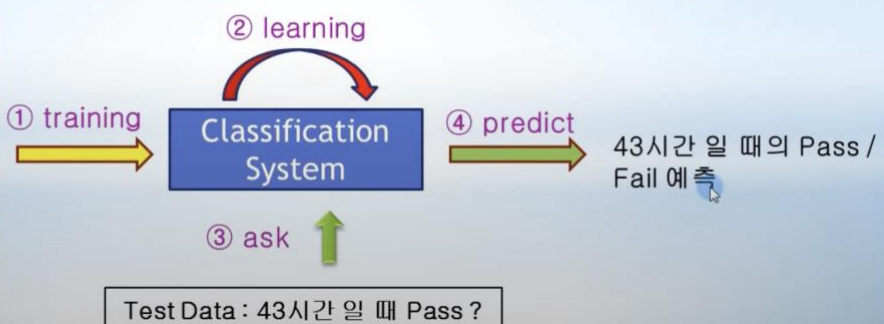 ② learning
① training
Classification
System
④ predict
43시간 일 때의 Pass /
Fail 예측
③ ask
Test Data : 43시간 일 때 Pass ?